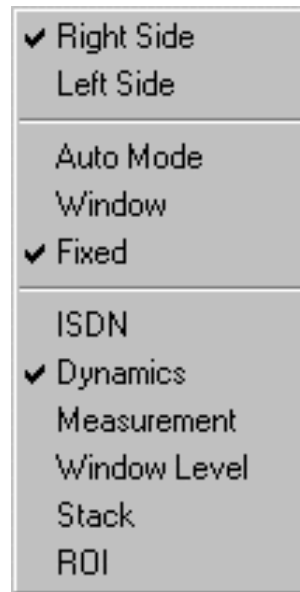 Right Side
Left Side
Auto Mode
Window
Fixed
ISDN
Dynamics
Measurement
Window Level
Stack
ROI